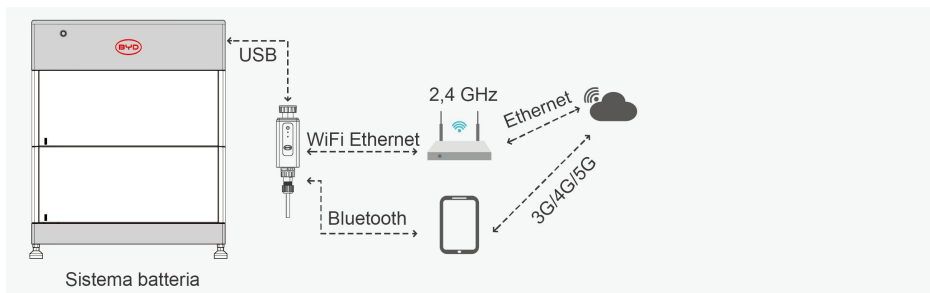 BYD
USB
2,4 GHz
Ethernet
WiFi Ethernet
3G/4G/5G
Bluetooth
Sistema batteria